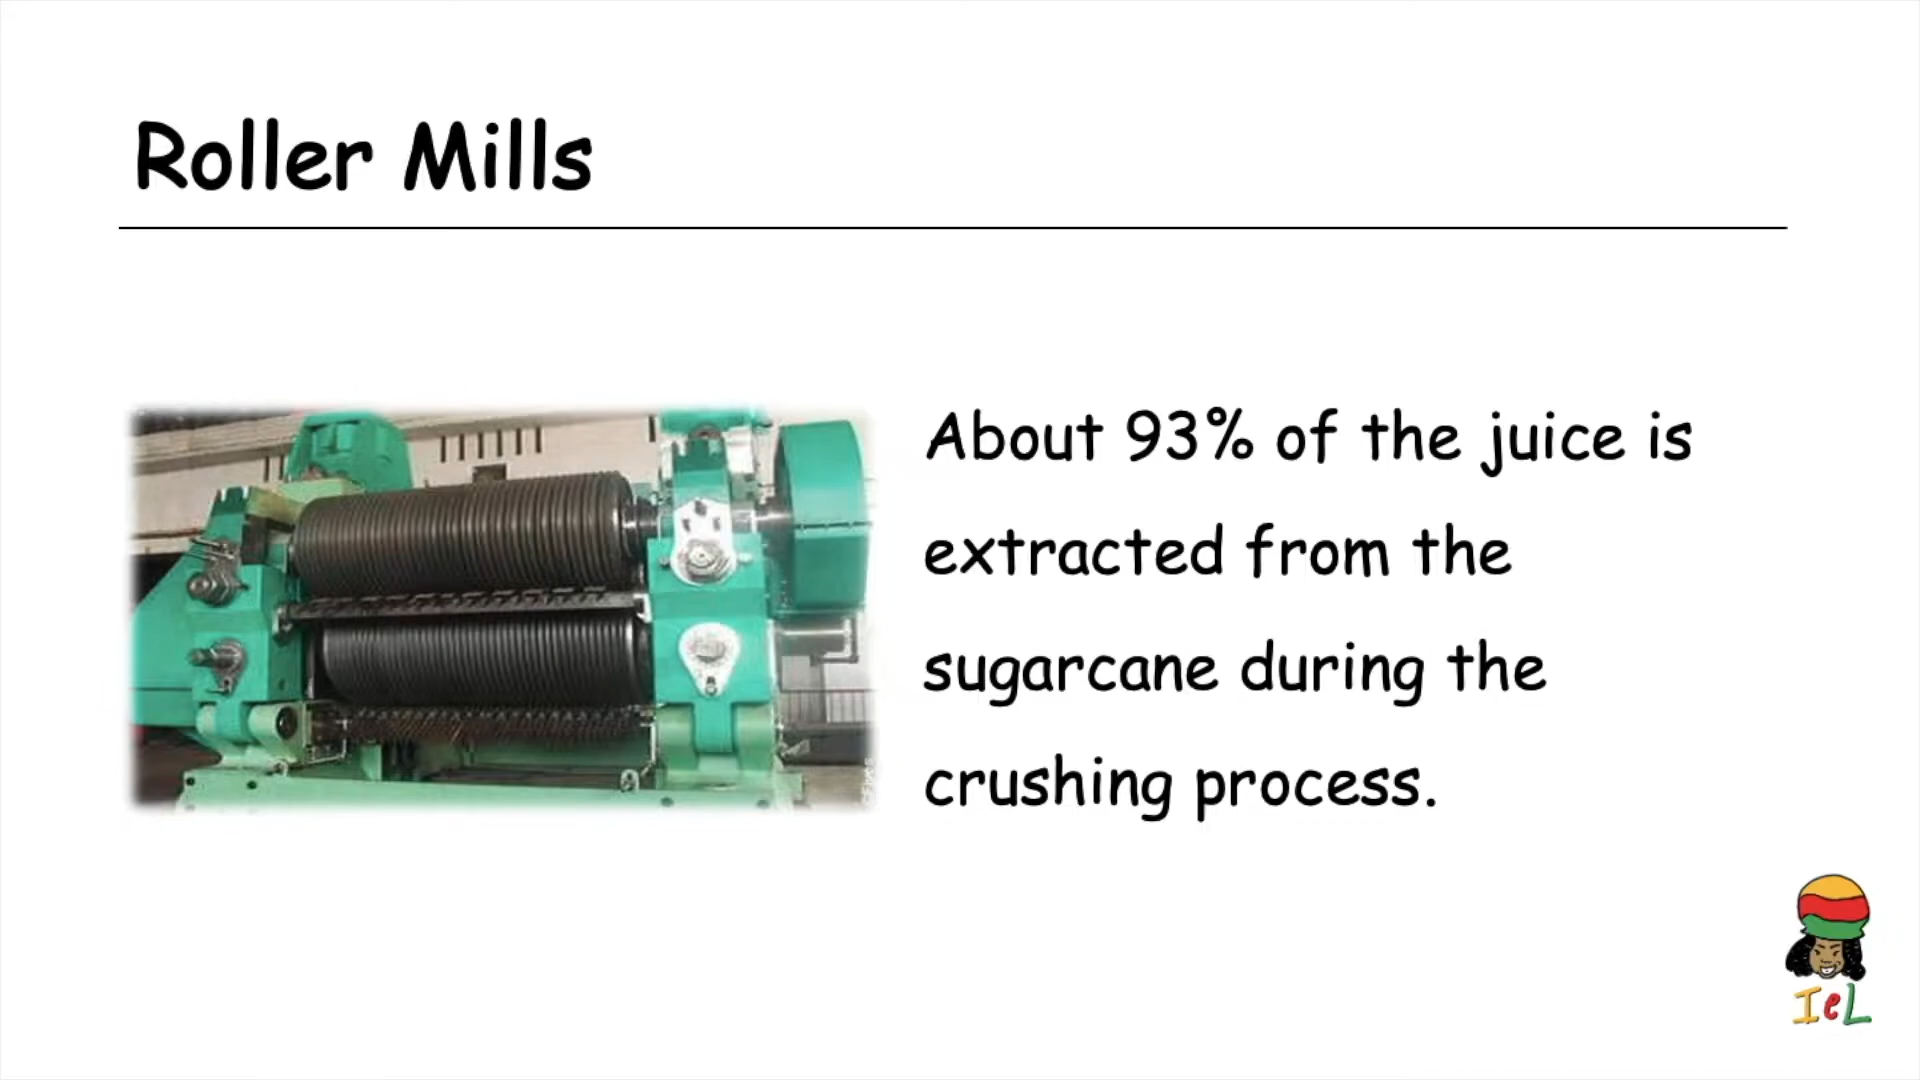 Roller Mills
About 93% of the juice is
extracted from the
sugarcane during the
crushing process.
IeL